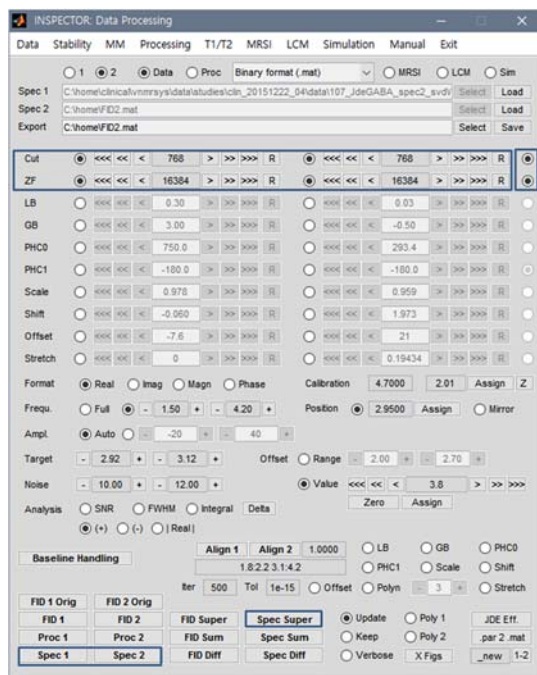 INSPECTOR: Data Processing
Data Stability MM Processing T1/T2 MRSI LCM Simulation Manual Exit
1 2 Data Proc Binary format (.mat) MRSI LCM Sim
Spec 1 C:\home\clinical\vnmrsys\data\studies\clin_20151222_04\data\107_JdeGABA_spec2_svd\ Select Load
Spec 2 C:\home\FID2.mat Select Load
Export C:\home\FID2.mat Select Save
Cut <<< << < 768 > >> >>> R <<< << < 768 > >> >>> R
ZF <<< << < 16384 > >> >>> R <<< << < 16384 > >> >>> R
LB <<< << < 0.30 > >> >>> R <<< << < 0.03 > >> >>> R
GB <<< << < 3.00 > >> >>> R <<< << < -0.50 > >> >>> R
PHC0 <<< << < 750.0 > >> >>> R <<< << < 293.4 > >> >>> R
PHC1 <<< << < -180.0 > >> >>> R <<< << < -180.0 > >> >>> R
Scale <<< << < 0.978 > >> >>> R <<< << < 0.959 > >> >>> R
Shift <<< << < -0.060 > >> >>> R <<< << < 1.973 > >> >>> R
Offset <<< << < -7.6 > >> >>> R <<< << < 21 > >> >>> R
Stretch <<< << < 0 > >> >>> R <<< << < 0.19434 > >> >>> R
Format Real Imag Magn Phase Calibration 4.7000 2.01 Assign Z
Frequ. Full - 1.50 + - 4.20 + Position 2.9500 Assign Mirror
Ampl. Auto - -20 + - 40 +
Target - 2.92 + - 3.12 + Offset Range - 2.00 + - 2.70 +
Noise - 10.00 + - 12.00 + Value <<< << < 3.8 > >> >>>
Analysis SNR FWHM Integral Delta Zero Assign
(+) (-) | Real |
Align 1 Align 2 1.0000 LB GB PHC0
Baseline Handling 1.8:2.2 3.1:4.2 PHC1 Scale Shift
Iter 500 Tol 1e-15 Offset Polyn - 3 + Stretch
FID 1 Orig FID 2 Orig
FID 1 FID 2 FID Super Spec Super Update Poly 1 JDE Eff.
Proc 1 Proc 2 FID Sum Spec Sum Keep Poly 2 .par 2 .mat
Spec 1 Spec 2 FID Diff Spec Diff Verbose X Figs _new 1-2